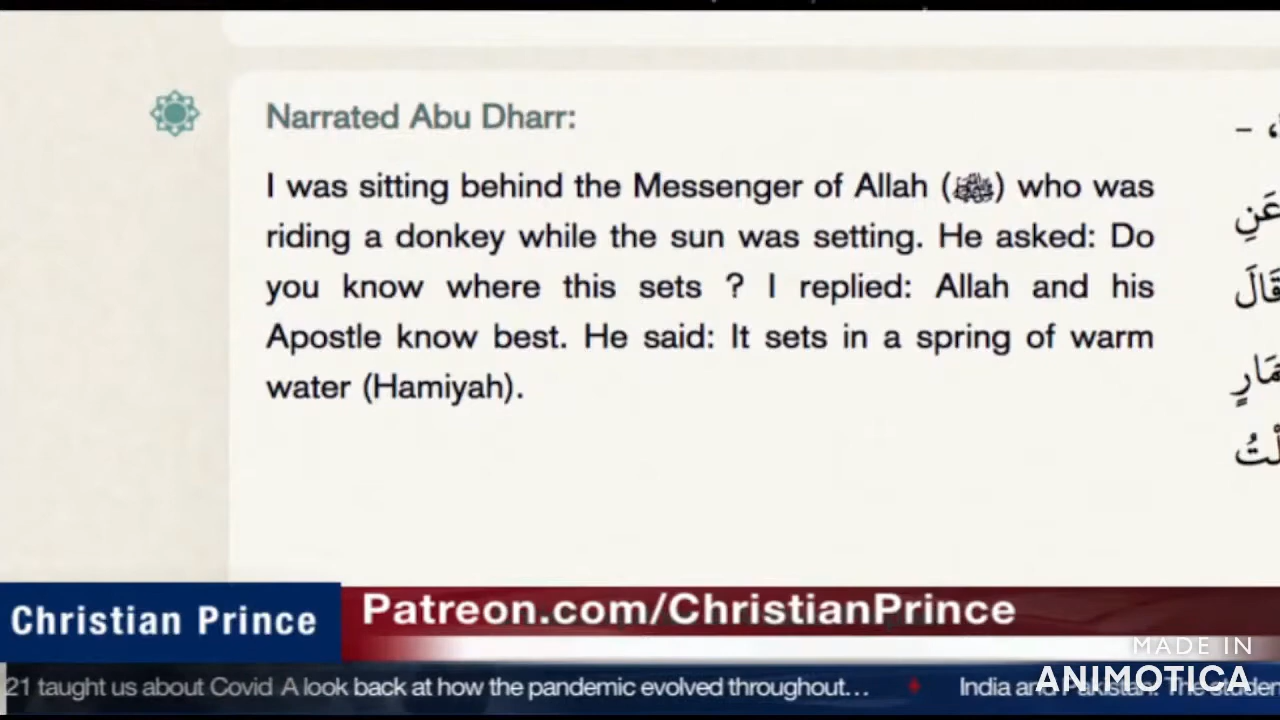 Narrated Abu Dharr:
I was sitting behind the Messenger of Allah (ﷺ) who was
riding a donkey while the sun was setting. He asked: Do
you know where this sets ? I replied: Allah and his
Apostle know best. He said: It sets in a spring of warm
water (Hamiyah).
عَنِ
قَالَ
Christian Prince
Patreon.com/ChristianPrince
MADE IN
ANIMOTICA
21 taught us about Covid A look back at how the pandemic evolved throughout... India and Pakistan: The